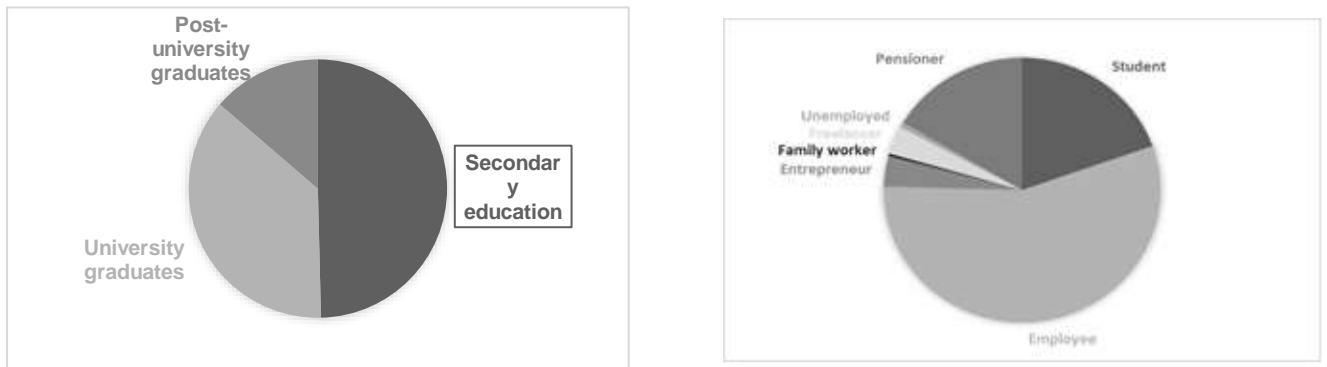 Post-
university
graduates
Secondar
y
education
University
graduates
Pensioner
Student
Unemployed
Freelancer
Family worker
Entrepreneur
Employee